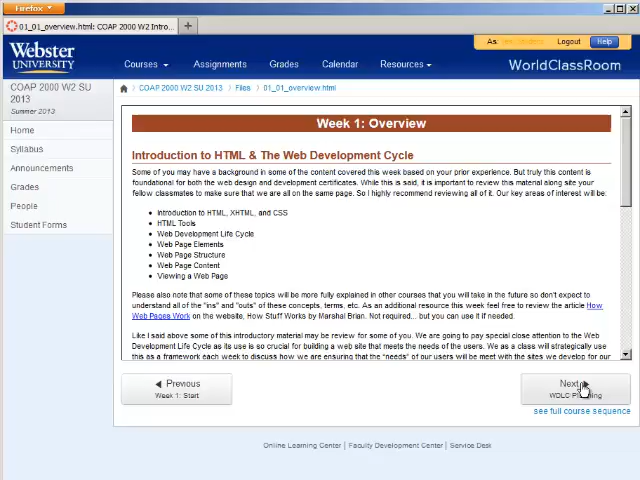 Firefox
01_01_overview.html: COAP 2000 W2 Intro...
Webster
UNIVERSITY
Courses
Assignments
Grades
Calendar
Resources
As:
Logout
Help
WorldClassRoom
COAP 2000 W2 SU
2013
Summer 2013
Home
Syllabus
Announcements
Grades
People
Student Forms
COAP 2000 W2 SU 2013
Files
01_01_overview.html
Week 1: Overview
Introduction to HTML & The Web Development Cycle
Some of you may have a background in some of the content covered this week based on your prior experience. But truly this content is
foundational for both the web design and development certificates. While this is said, it is important to review this material along site your
fellow classmates to make sure that we are all on the same page. So I highly recommend reviewing all of it. Our key areas of interest will be:
Introduction to HTML, XHTML, and CSS
HTML Tools
Web Development Life Cycle
Web Page Elements
Web Page Structure
Web Page Content
Viewing a Web Page
Please also note that some of these topics will be more fully explained in other courses that you will take in the future so don't expect to
understand all of the "ins" and "outs" of these concepts, terms, etc. As an additional resource this week feel free to review the article How
Web Pages Work on the website, How Stuff Works by Marshal Brian. Not required... but you can use it if needed.
Like I said above some of this introductory material may be review for some of you. We are going to pay special close attention to the Web
Development Life Cycle as its use is so crucial for building a web site that meets the needs of the users. We as a class will strategically use
this as a framework each week to discuss how we are ensuring that the "needs" of our users will be meet with the sites we develop for our
Previous
Week 1: Start
Next
WDLC
see full course sequence
Online Learning Center | Faculty Development Center | Service Desk